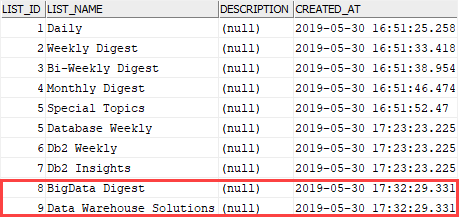 LIST_ID LIST_NAME DESCRIPTION CREATED_AT
1 Daily (null) 2019-05-30 16:51:25.258
2 Weekly Digest (null) 2019-05-30 16:51:33.418
3 Bi-Weekly Digest (null) 2019-05-30 16:51:38.954
4 Monthly Digest (null) 2019-05-30 16:51:46.474
5 Special Topics (null) 2019-05-30 16:51:52.47
5 Database Weekly (null) 2019-05-30 17:23:23.225
6 Db2 Weekly (null) 2019-05-30 17:23:23.225
7 Db2 Insights (null) 2019-05-30 17:23:23.225
8 BigData Digest (null) 2019-05-30 17:32:29.331
9 Data Warehouse Solutions (null) 2019-05-30 17:32:29.331